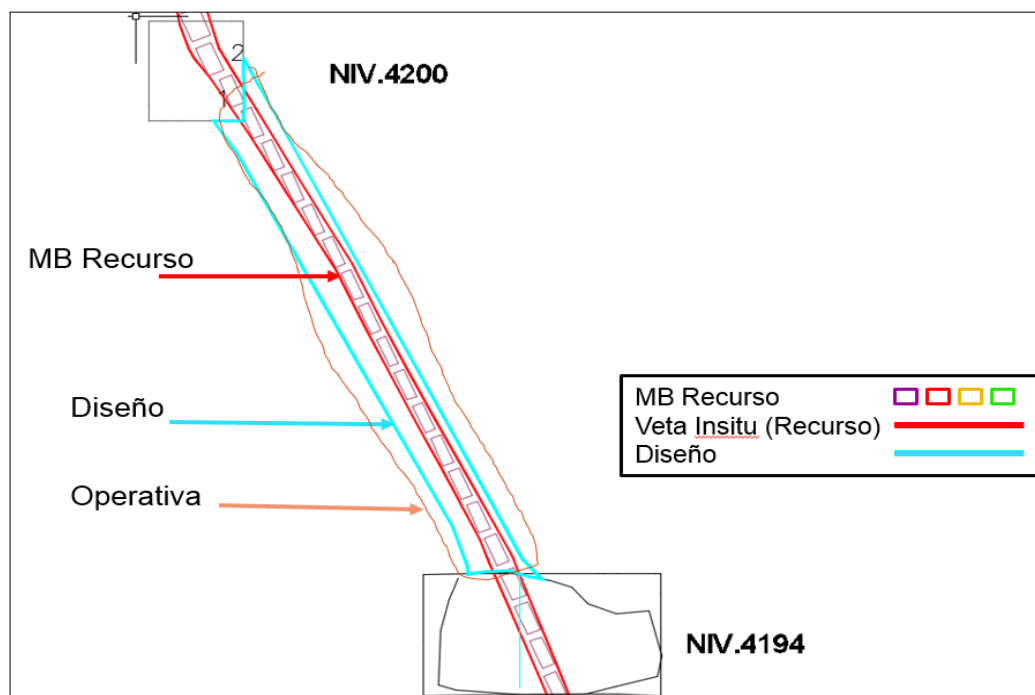 2
NIV.4200
1
MB Recurso
Diseño
Operativa
MB Recurso
Veta Insitu (Recurso)
Diseño
NIV.4194